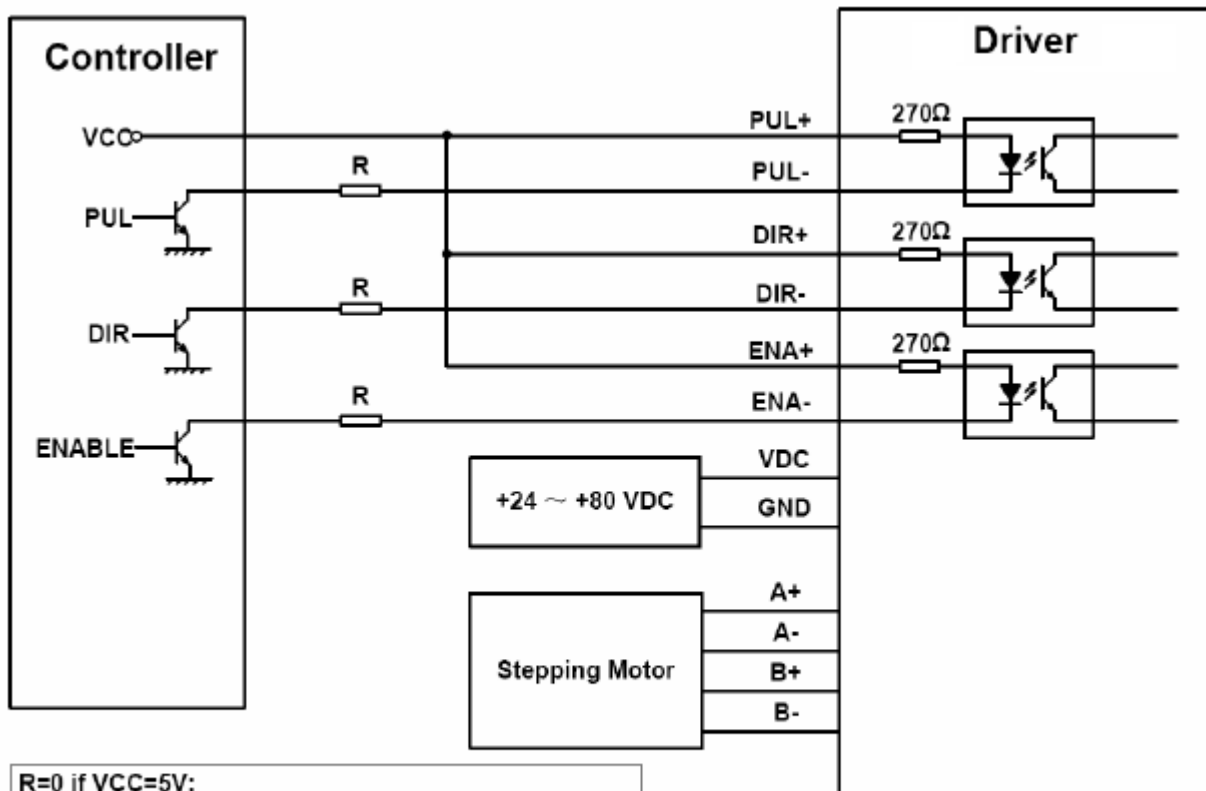 Controller
Driver
VCC
PUL+
270Ω
R
PUL-
PUL
DIR+
270Ω
R
DIR-
DIR
ENA+
270Ω
R
ENA-
ENABLE
VDC
+24 ～ +80 VDC
GND
A+
A-
Stepping Motor
B+
B-
R=0 if VCC=5V;